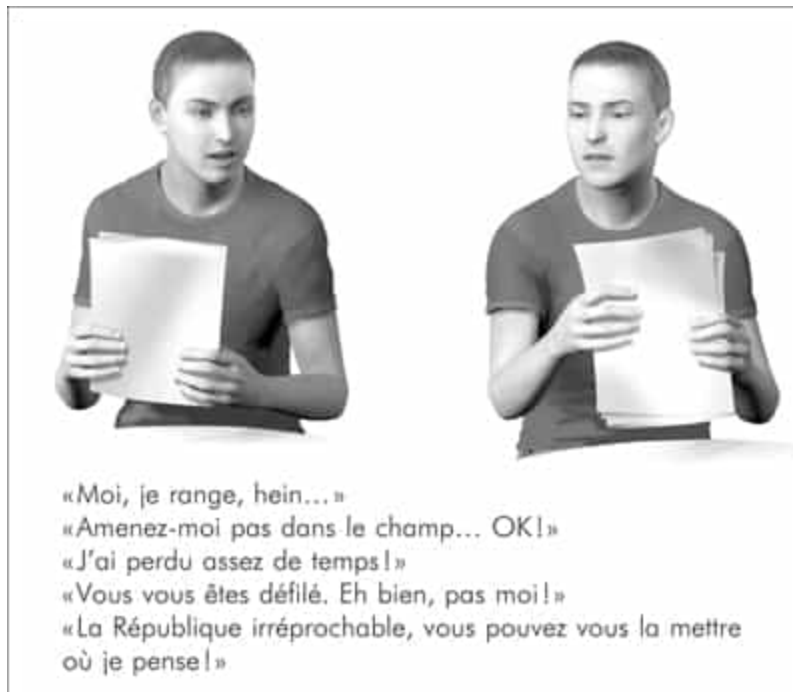 «Moi, je range, hein...»
«Amenez-moi pas dans le champ... OK!»
«J'ai perdu assez de temps!»
«Vous vous êtes défilé. Eh bien, pas moi!»
«La République irréprochable, vous pouvez vous la mettre
où je pense!»